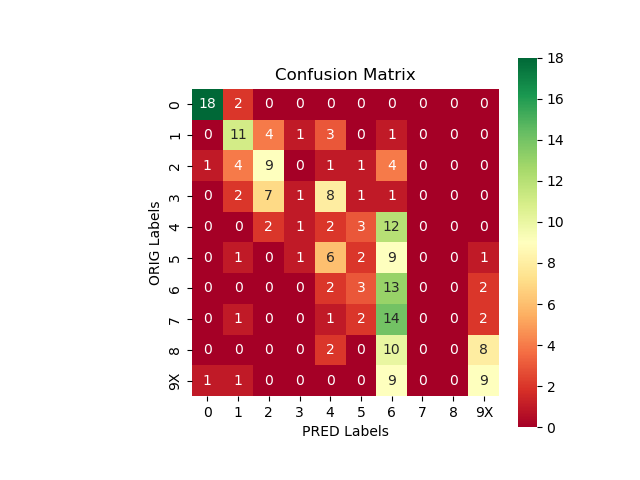 Confusion Matrix
ORIG Labels
0 18 2 0 0 0 0 0 0 0 0
1 0 11 4 1 3 0 1 0 0 0
2 1 4 9 0 1 1 4 0 0 0
3 0 2 7 1 8 1 1 0 0 0
4 0 0 2 1 2 3 12 0 0 0
5 0 1 0 1 6 2 9 0 0 1
6 0 0 0 0 2 3 13 0 0 2
7 0 1 0 0 1 2 14 0 0 2
8 0 0 0 0 2 0 10 0 0 8
9X 1 1 0 0 0 0 9 0 0 9
0 1 2 3 4 5 6 7 8 9X
PRED Labels
18
16
14
12
10
8
6
4
2
0